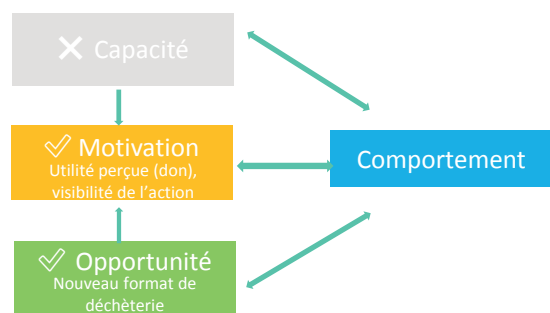 Capacité
Motivation
Utilité perçue (don),
visibilité de l'action
Comportement
Opportunité
Nouveau format de
déchèterie